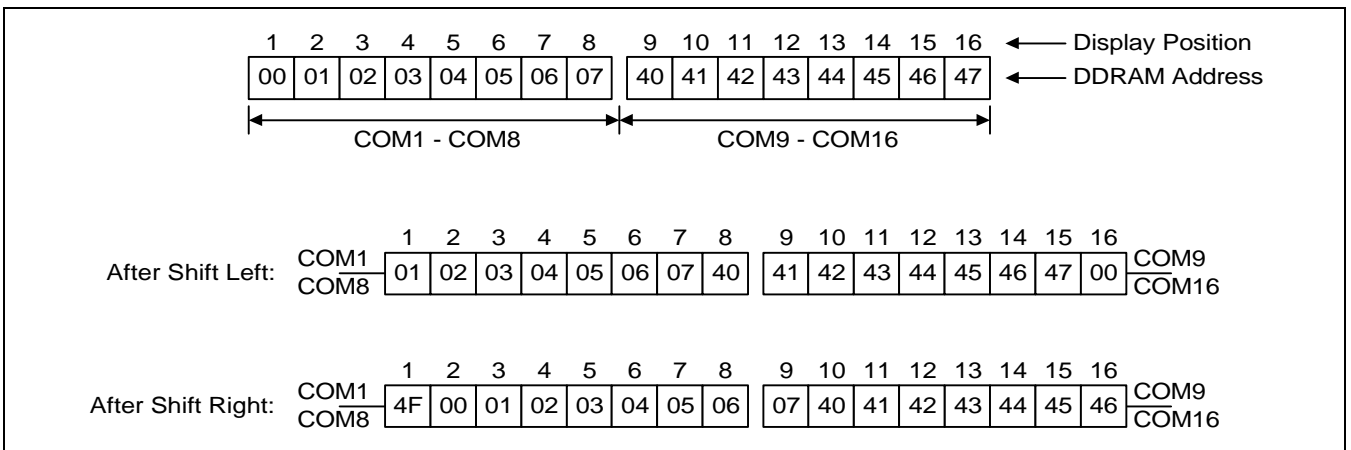 1 2 3 4 5 6 7 8 9 10 11 12 13 14 15 16 Display Position
00 01 02 03 04 05 06 07 40 41 42 43 44 45 46 47 DDRAM Address
COM1 - COM8 COM9 - COM16
1 2 3 4 5 6 7 8 9 10 11 12 13 14 15 16
After Shift Left: COM1 COM8 01 02 03 04 05 06 07 40 41 42 43 44 45 46 47 00 COM9 COM16
1 2 3 4 5 6 7 8 9 10 11 12 13 14 15 16
After Shift Right: COM1 COM8 4F 00 01 02 03 04 05 06 07 40 41 42 43 44 45 46 COM9 COM16